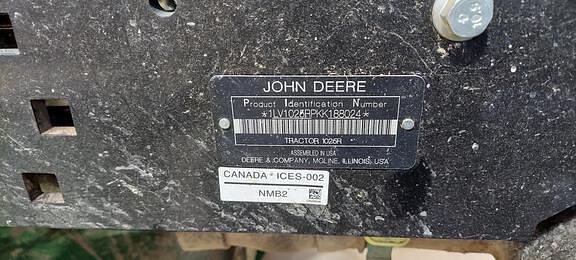 JOHN DEERE
Product Identification Number
*1LV1025RPKK188024*
TRACTOR 1025R
ASSEMBLED IN USA
DEERE & COMPANY, MOLINE, ILLINOIS, USA
CANADA * ICES-002
NMB2